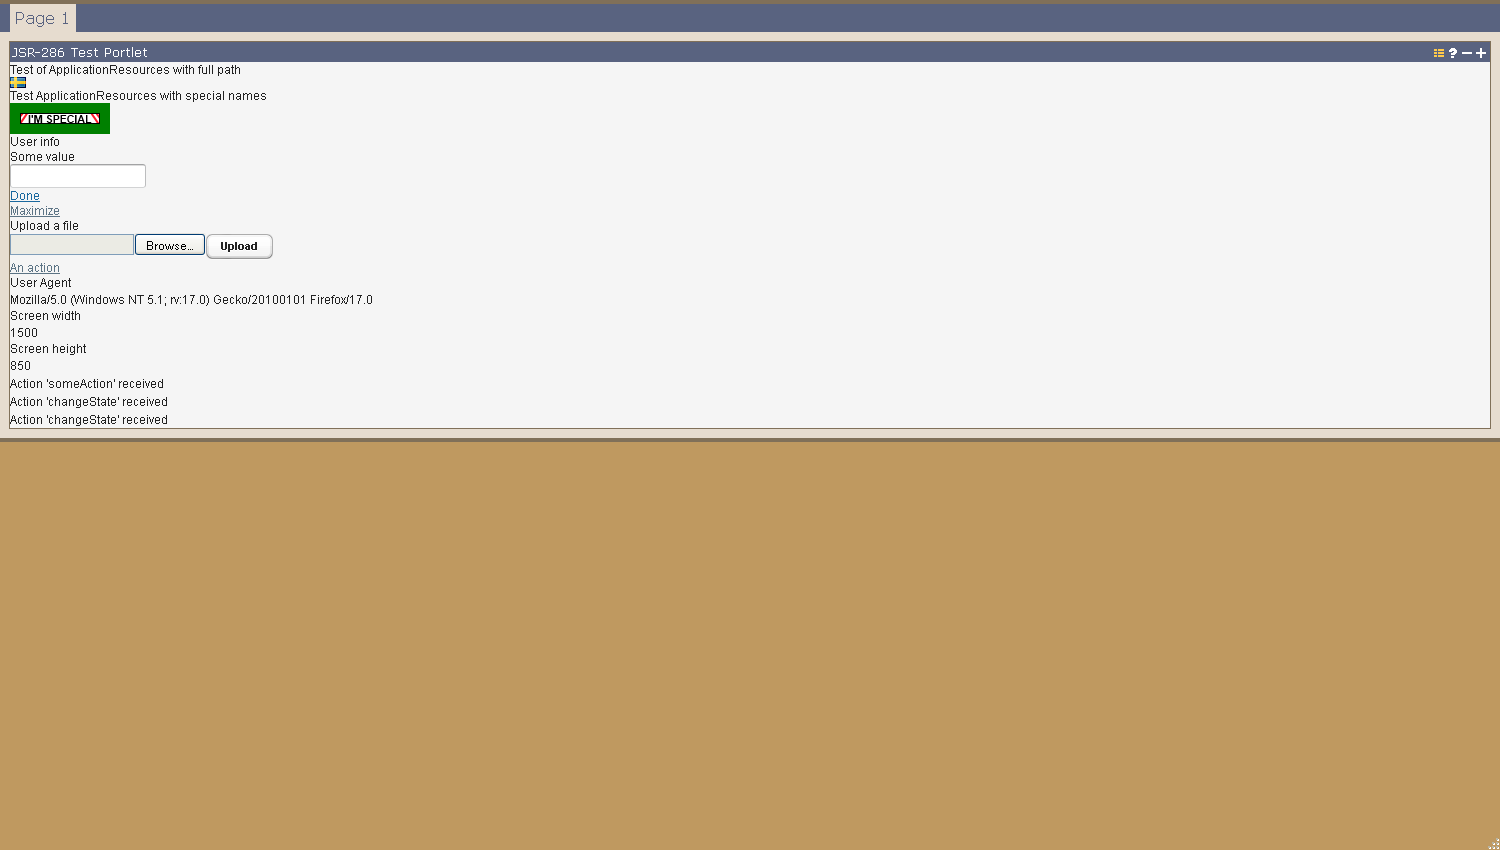 Page 1
JSR-286 Test Portlet
Test of ApplicationResources with full path
Test ApplicationResources with special names
I'M SPECIAL
User info
Some value
Done
Maximize
Upload a file
Browse... Upload
An action
User Agent
Mozilla/5.0 (Windows NT 5.1; rv:17.0) Gecko/20100101 Firefox/17.0
Screen width
1500
Screen height
850
Action 'someAction' received
Action 'changeState' received
Action 'changeState' received